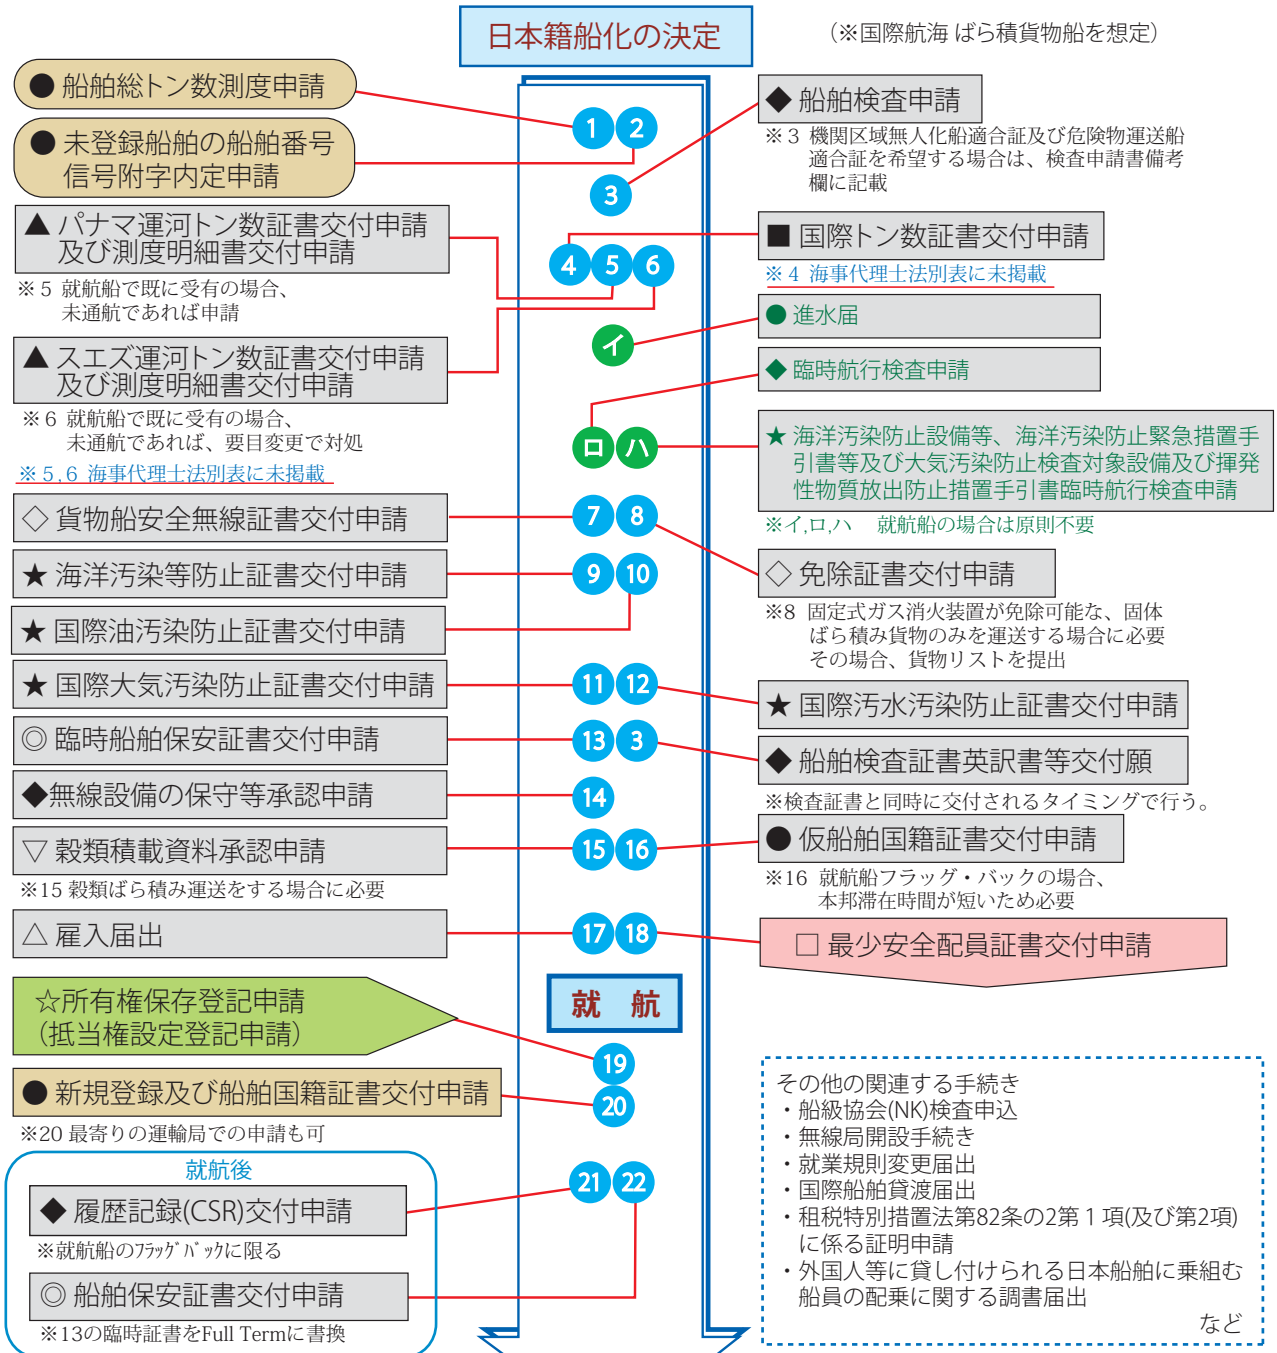 日本籍船化の決定
（※国際航海 ばら積貨物船を想定）
● 船舶総トン数測度申請
● 未登録船舶の船舶番号
信号附字内定申請
1 2
3
◆ 船舶検査申請
※３ 機関区域無人化船適合証及び危険物運送船
適合証を希望する場合は、検査申請書備考
欄に記載
▲ パナマ運河トン数証書交付申請
及び測度明細書交付申請
※５ 就航船で既に受有の場合、
未通航であれば申請
4 5 6
■ 国際トン数証書交付申請
※４ 海事代理士法別表に未掲載
▲ スエズ運河トン数証書交付申請
及び測度明細書交付申請
※６ 就航船で既に受有の場合、
未通航であれば、要目変更で対処
※５,６ 海事代理士法別表に未掲載
イ
● 進水届
◆ 臨時航行検査申請
ロ ハ
★ 海洋汚染防止設備等、海洋汚染防止緊急措置手
引書等及び大気汚染防止検査対象設備及び揮発
性物質放出防止措置手引書臨時航行検査申請
※イ,ロ,ハ　就航船の場合は原則不要
◇ 貨物船安全無線証書交付申請
7 8
★ 海洋汚染等防止証書交付申請
9 10
◇ 免除証書交付申請
※8 固定式ガス消火装置が免除可能な、固体
ばら積み貨物のみを運送する場合に必要
その場合、貨物リストを提出
★ 国際油汚染防止証書交付申請
★ 国際大気汚染防止証書交付申請
11 12
★ 国際汚水汚染防止証書交付申請
◎ 臨時船舶保安証書交付申請
13 3
◆ 船舶検査証書英訳書等交付願
※検査証書と同時に交付されるタイミングで行う。
◆無線設備の保守等承認申請
14
▽ 穀類積載資料承認申請
※15 穀類ばら積み運送をする場合に必要
15 16
● 仮船舶国籍証書交付申請
※16 就航船フラッグ・バックの場合、
本邦滞在時間が短いため必要
△ 雇入届出
17 18
□ 最少安全配員証書交付申請
就 航
☆所有権保存登記申請
(抵当権設定登記申請)
19
● 新規登録及び船舶国籍証書交付申請
20
※20 最寄りの運輸局での申請も可
就航後
21 22
◆ 履歴記録(CSR)交付申請
※就航船のﾌﾗｯｸﾞﾊﾞｯｸに限る
◎ 船舶保安証書交付申請
※13の臨時証書をFull Termに書換
その他の関連する手続き
・船級協会(NK)検査申込
・無線局開設手続き
・就業規則変更届出
・国際船舶貸渡届出
・租税特別措置法第82条の2第１項(及び第2項)
に係る証明申請
・外国人等に貸し付けられる日本船舶に乗組む
船員の配乗に関する調書届出
など